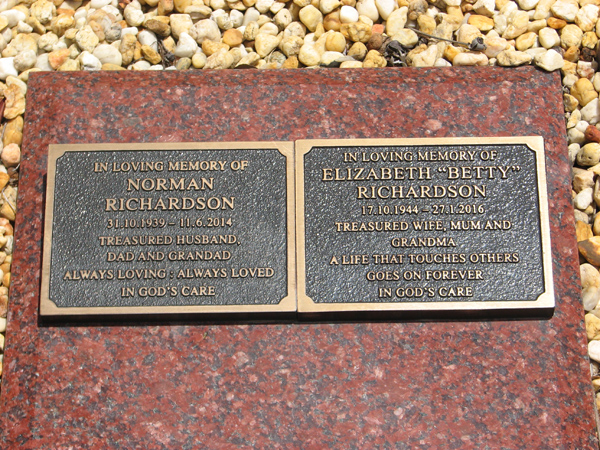 IN LOVING MEMORY OF
NORMAN
RICHARDSON
31.10.1939 – 11.6.2014
TREASURED HUSBAND,
DAD AND GRANDAD
ALWAYS LOVING : ALWAYS LOVED
IN GOD'S CARE
IN LOVING MEMORY OF
ELIZABETH "BETTY"
RICHARDSON
17.10.1944 – 27.1.2016
TREASURED WIFE, MUM AND
GRANDMA
A LIFE THAT TOUCHES OTHERS
GOES ON FOREVER
IN GOD'S CARE